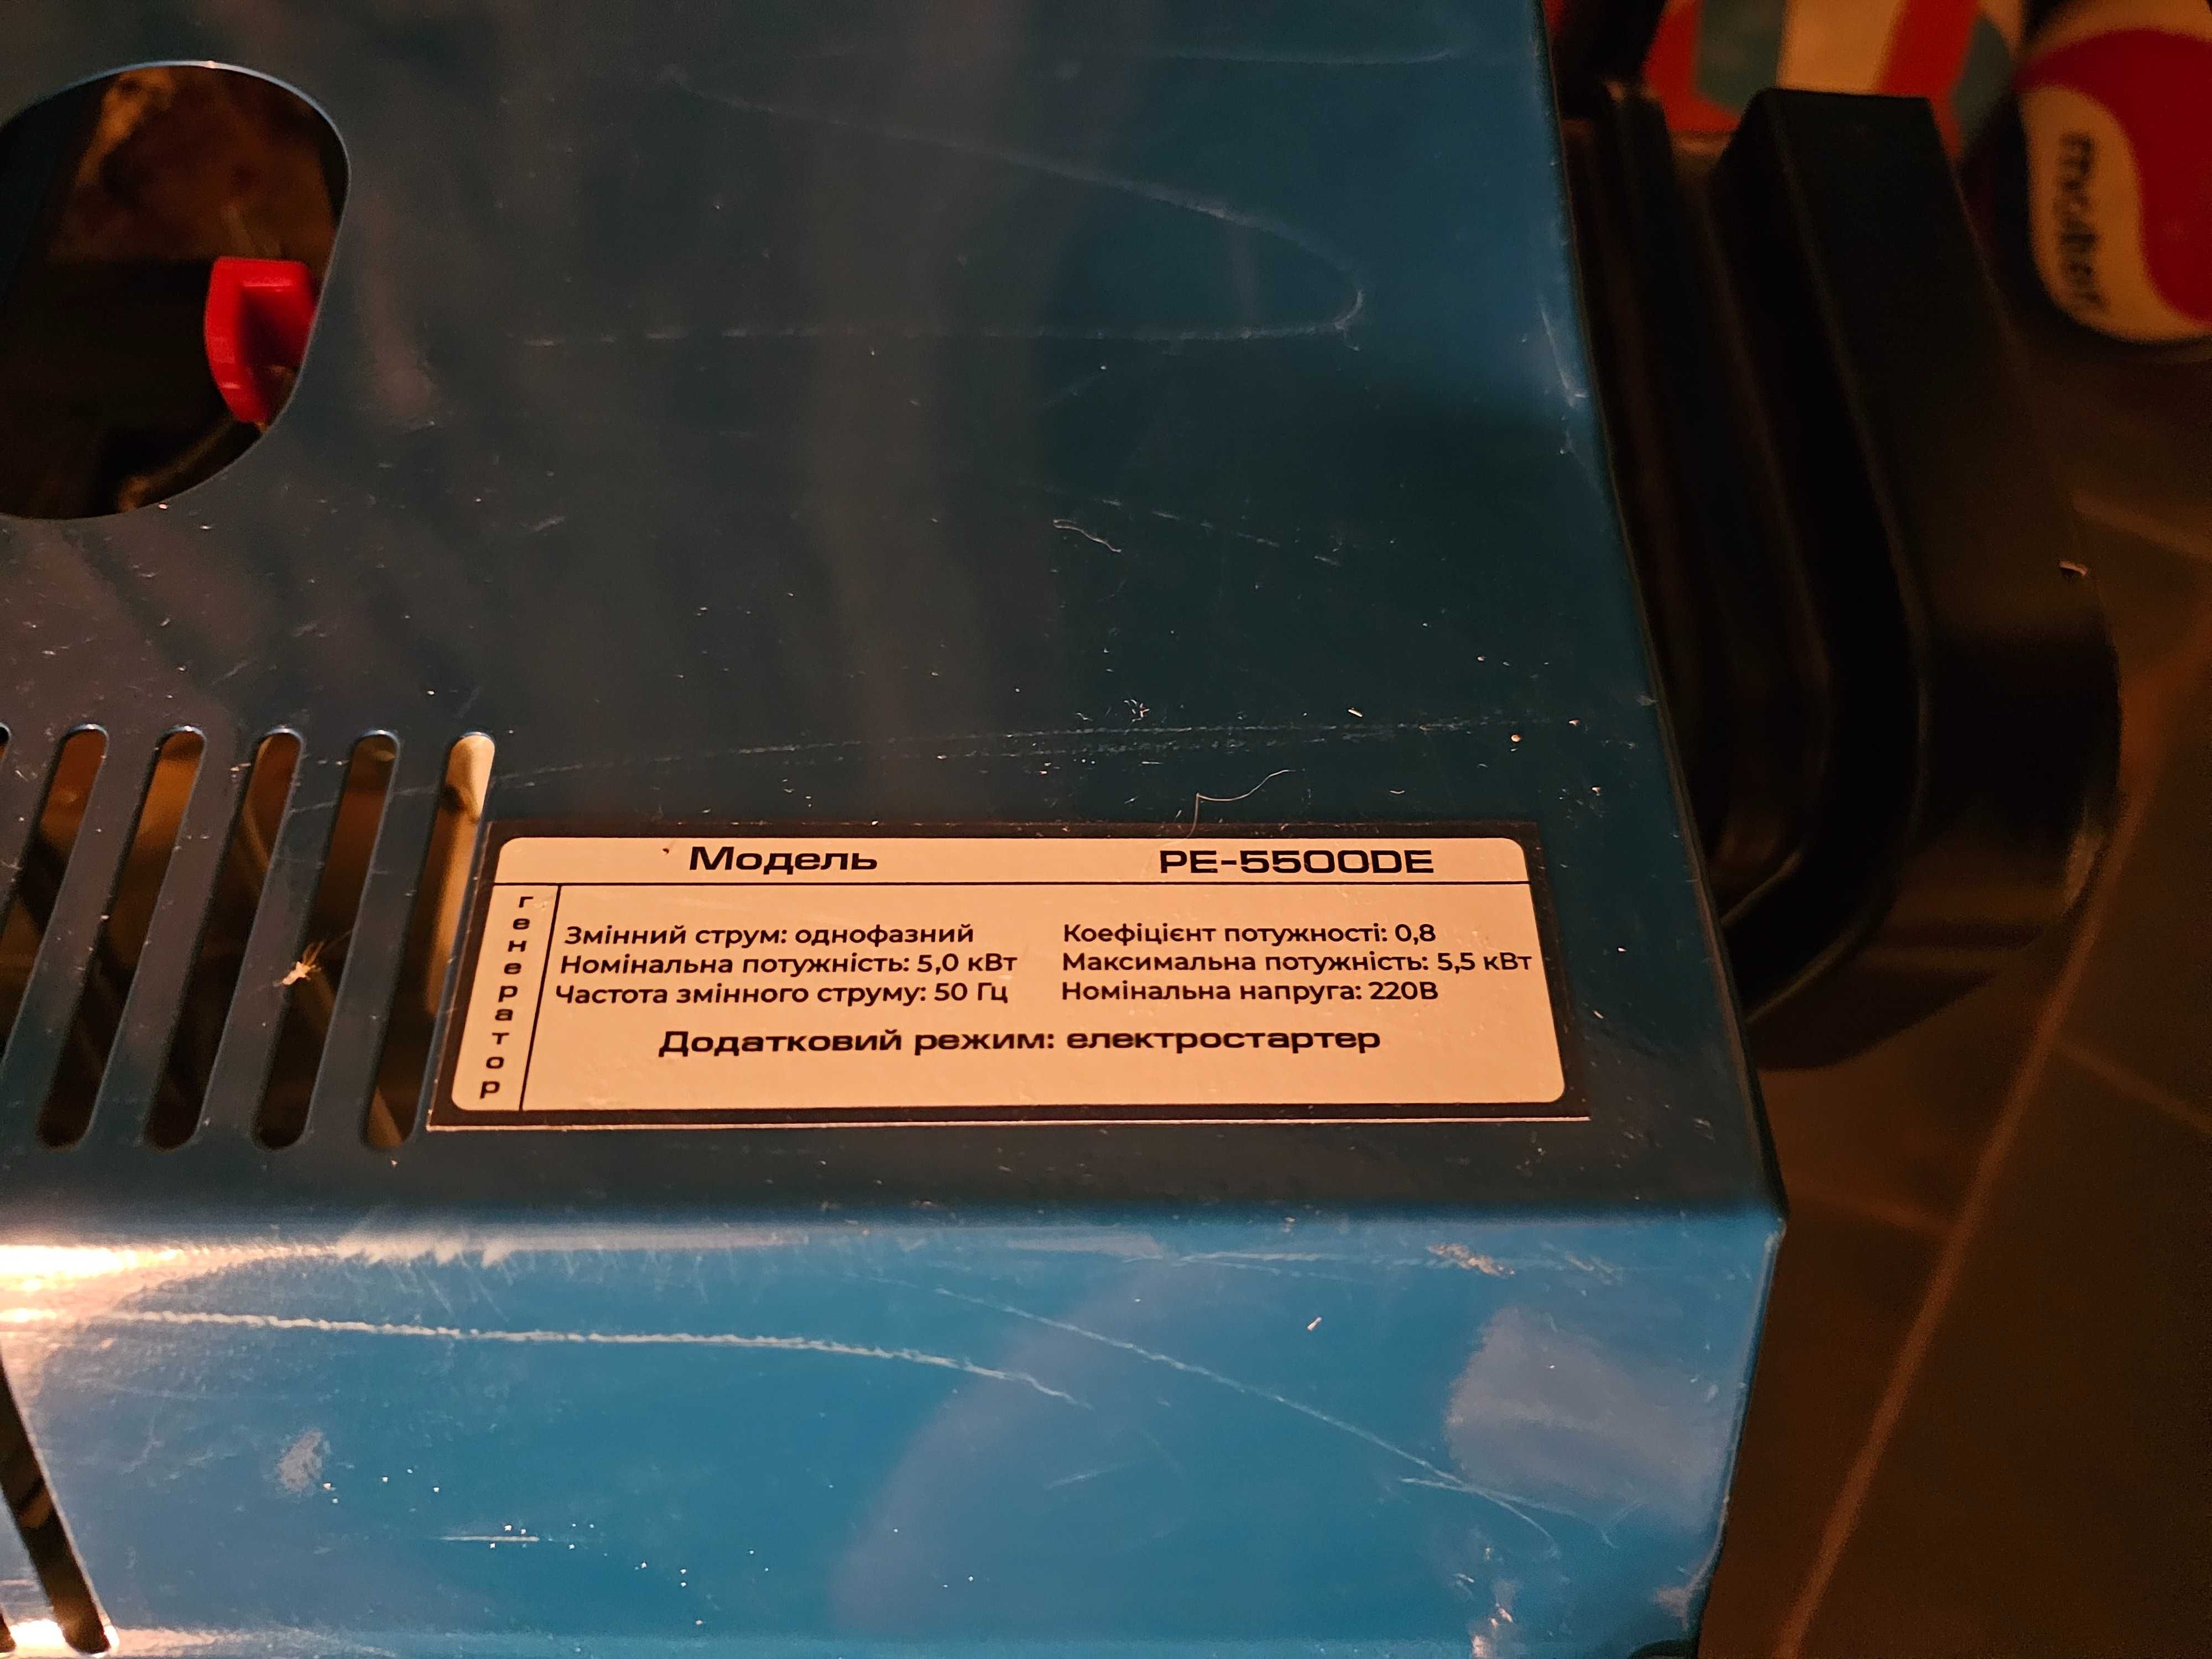 molten
Модель PE-5500DE
генератор
Змінний струм: однофазний Коефіцієнт потужності: 0,8
Номінальна потужність: 5,0 кВт Максимальна потужність: 5,5 кВт
Частота змінного струму: 50 Гц Номінальна напруга: 220В
Додатковий режим: електростартер